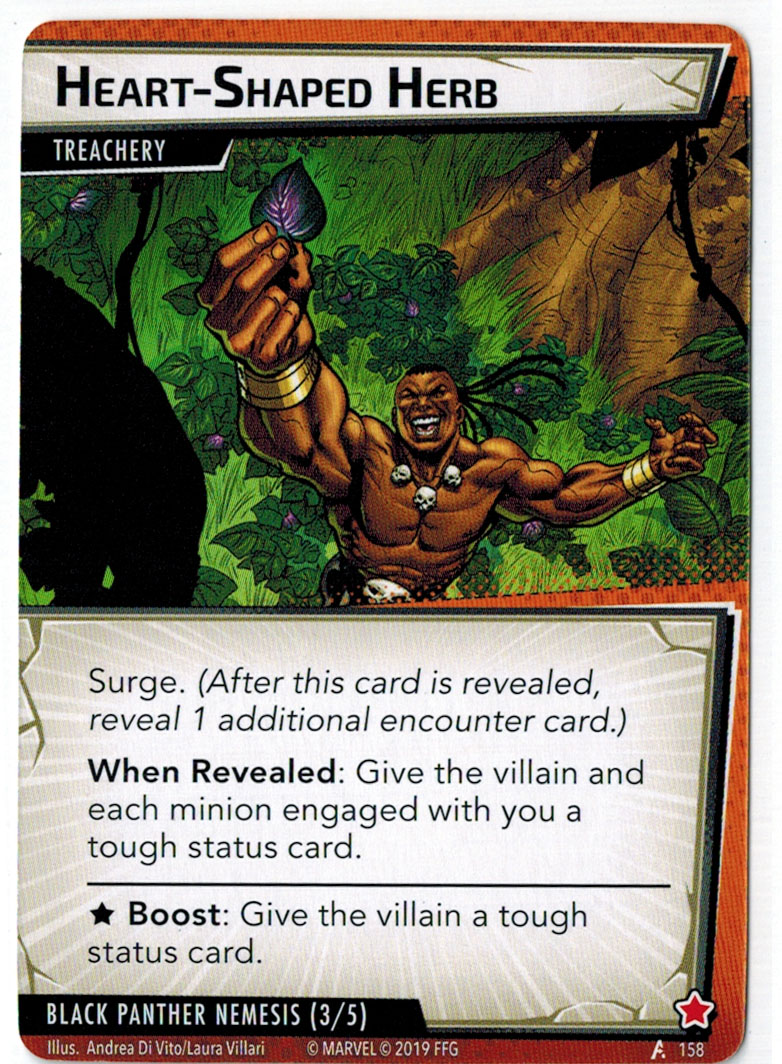 HEART-SHAPED HERB
TREACHERY
Surge. (After this card is revealed,
reveal 1 additional encounter card.)
When Revealed: Give the villain and
each minion engaged with you a
tough status card.
★ Boost: Give the villain a tough
status card.
BLACK PANTHER NEMESIS (3/5)
Illus. Andrea Di Vito/Laura Villari © MARVEL © 2019 FFG 158